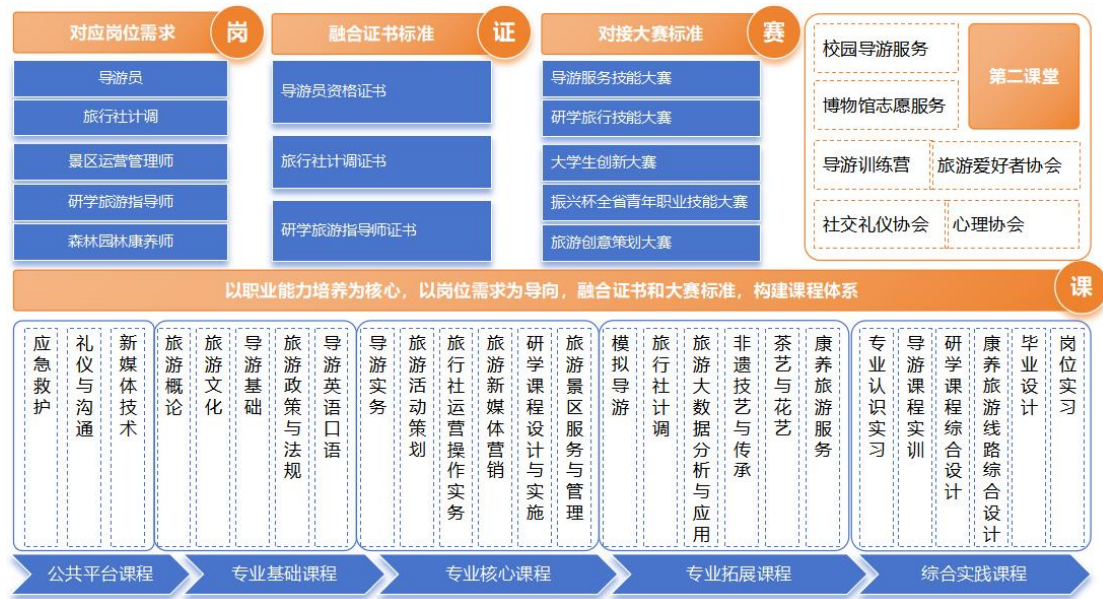 对应岗位需求
岗
导游员
旅行社计调
景区运营管理师
研学旅游指导师
森林园林康养师
融合证书标准
证
导游员资格证书
旅行社计调证书
研学旅游指导师证书
对接大赛标准
赛
导游服务技能大赛
研学旅行技能大赛
大学生创新大赛
振兴杯全省青年职业技能大赛
旅游创意策划大赛
校园导游服务
第二课堂
博物馆志愿服务
导游训练营
旅游爱好者协会
社交礼仪协会
心理协会
以职业能力培养为核心，以岗位需求为导向，融合证书和大赛标准，构建课程体系
课
应急救护
礼仪与沟通
新媒体技术
旅游概论
旅游文化
导游基础
旅游政策与法规
导游英语口语
导游实务
旅游活动策划
旅行社运营操作实务
旅游新媒体营销
研学课程设计与实施
旅游景区服务与管理
模拟导游
旅行社计调
旅游大数据分析与应用
非遗技艺与传承
茶艺与花艺
康养旅游服务
专业认识实习
导游课程实训
研学课程综合设计
康养旅游线路综合设计
毕业设计
岗位实习
公共平台课程
专业基础课程
专业核心课程
专业拓展课程
综合实践课程